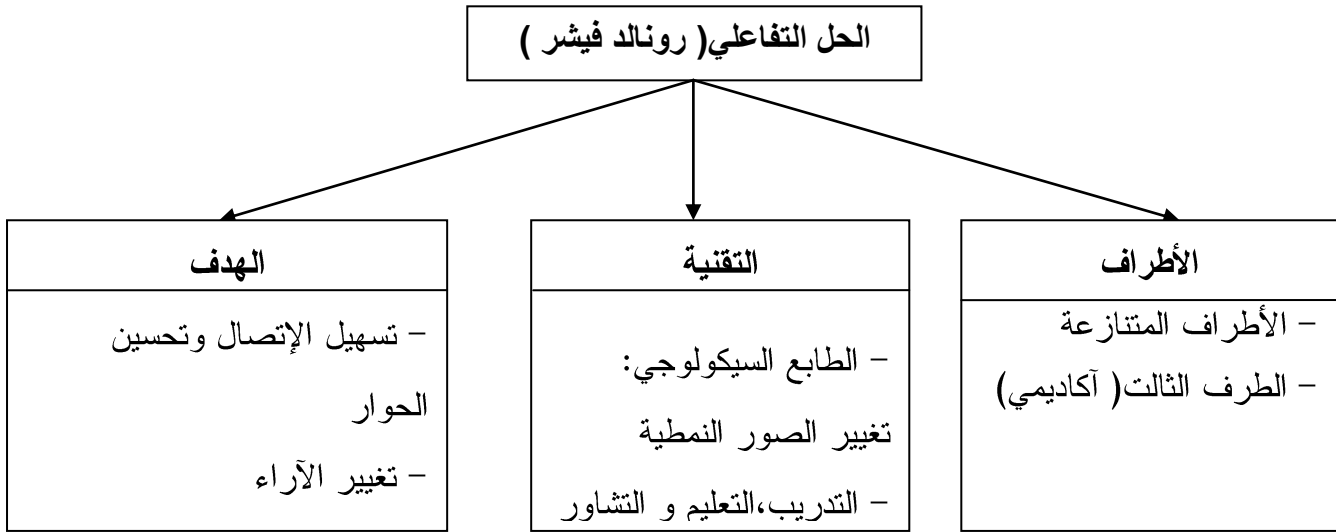 الحل التفاعلي( رونالد فيشر )
الأطراف
– الأطراف المتنازعة
– الطرف الثالت( آكاديمي)
التقنية
– الطابع السيكولوجي:
تغيير الصور النمطية
– التدريب،التعليم و التشاور
الهدف
– تسهيل الإتصال وتحسين
الحوار
– تغيير الآراء